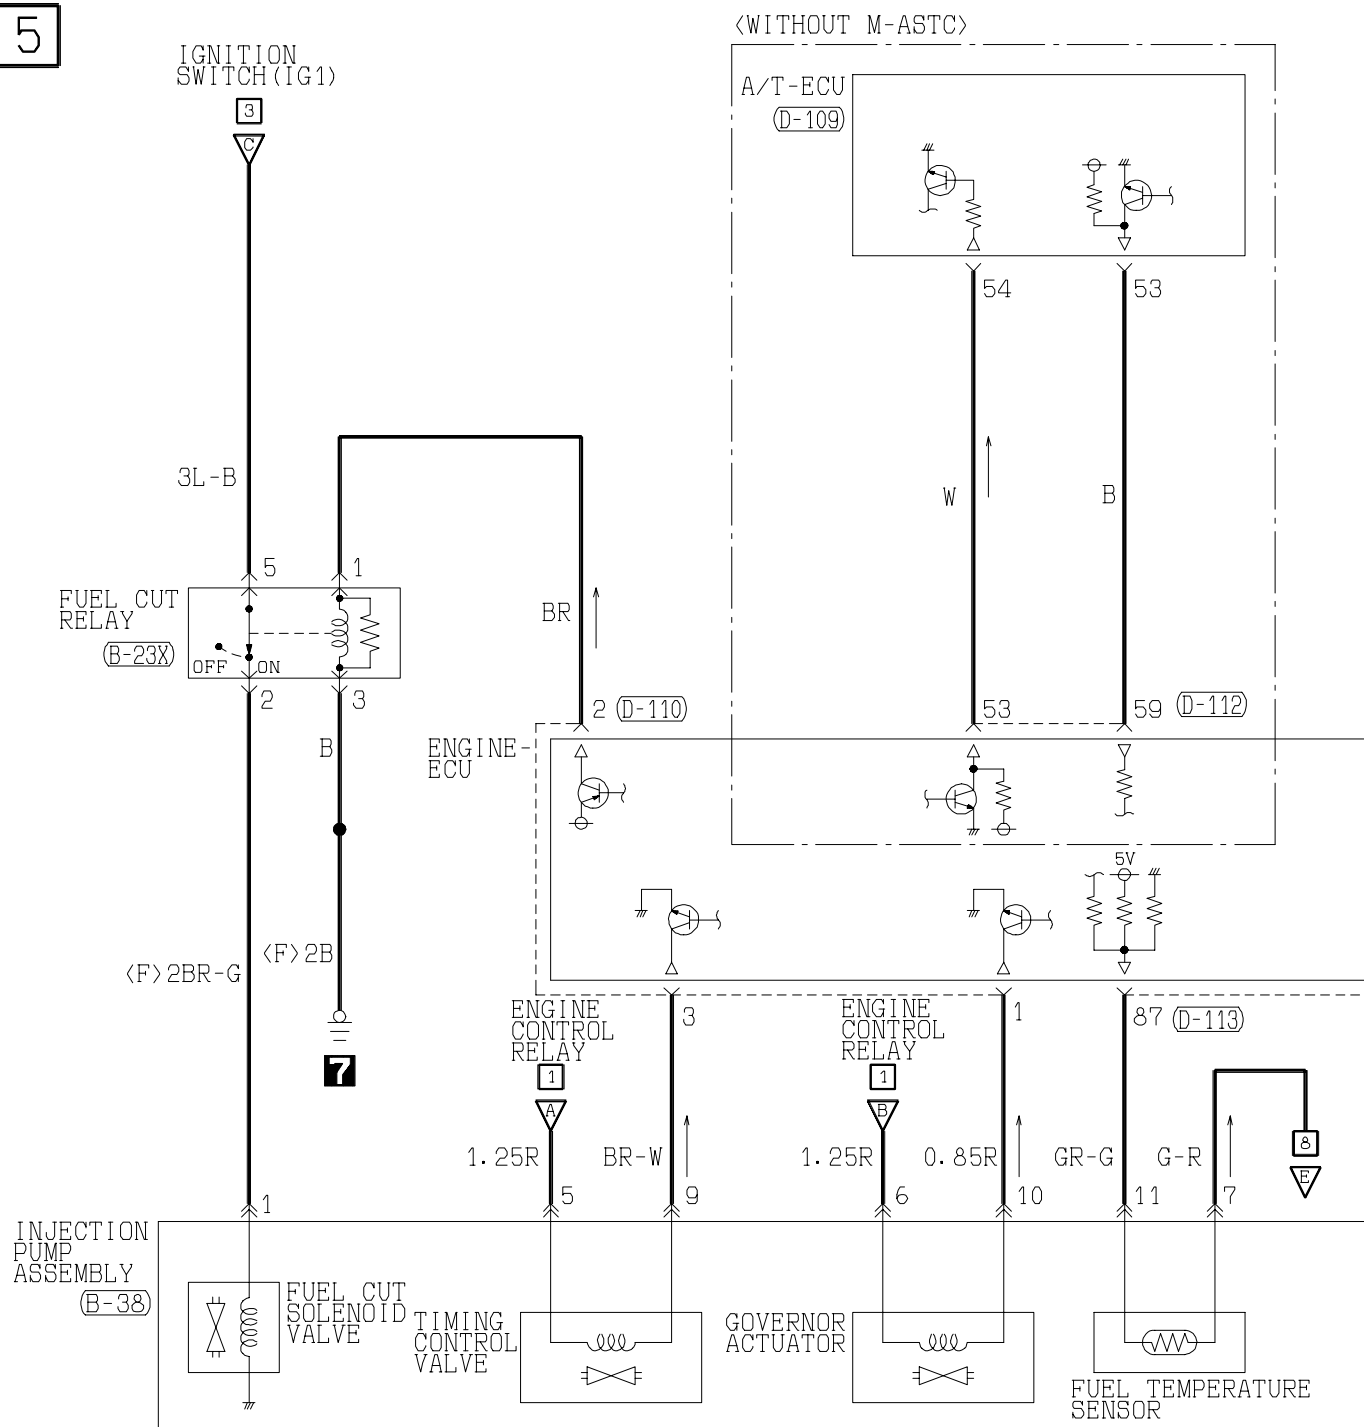 5
<WITHOUT M-ASTC>
IGNITION
SWITCH(IG1)
3
C
A/T-ECU
(D-109)
54
53
3L-B
W
B
5
1
FUEL CUT
RELAY
(B-23X)
OFF
ON
BR
2
3
2
(D-110)
53
59
(D-112)
B
ENGINE-
ECU
5V
<F>2BR-G
<F>2B
7
ENGINE
CONTROL
RELAY
1
A
3
ENGINE
CONTROL
RELAY
1
B
1
87
(D-113)
8
E
1.25R
BR-W
1.25R
0.85R
GR-G
G-R
1
5
9
6
10
11
7
INJECTION
PUMP
ASSEMBLY
(B-38)
FUEL CUT
SOLENOID
VALVE
TIMING
CONTROL
VALVE
GOVERNOR
ACTUATOR
FUEL TEMPERATURE
SENSOR